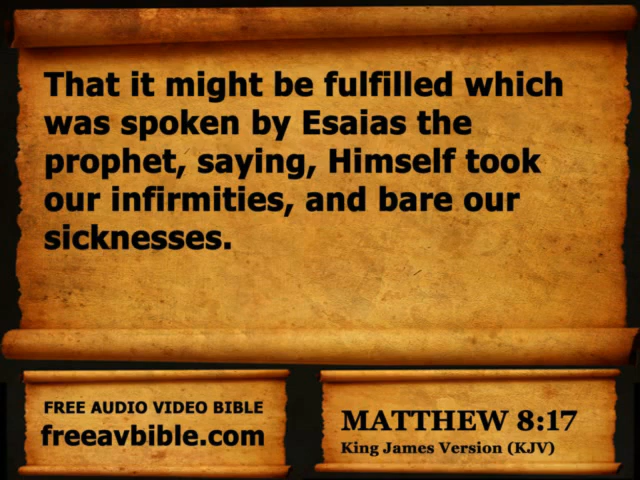 That it might be fulfilled which
was spoken by Esaias the
prophet, saying, Himself took
our infirmities, and bare our
sicknesses.
FREE AUDIO VIDEO BIBLE
freeavbible.com
MATTHEW 8:17
King James Version (KJV)